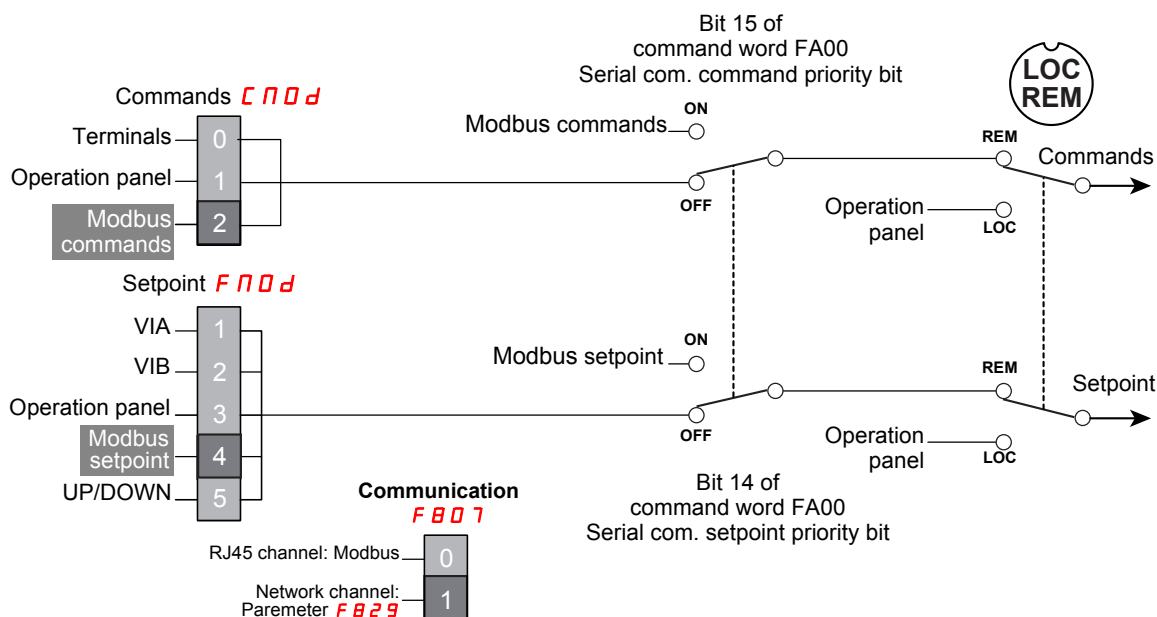 Bit 15 of
command word FA00
Serial com. command priority bit
LOC
REM
Commands CNOd
Terminals
0
Operation panel
1
Modbus
commands
2
Modbus commands
ON
OFF
REM
Commands
Operation
panel
LOC
Setpoint FNOd
VIA
1
VIB
2
Operation panel
3
Modbus
setpoint
4
UP/DOWN
5
Modbus setpoint
ON
OFF
REM
Setpoint
Operation
panel
LOC
Bit 14 of
command word FA00
Serial com. setpoint priority bit
Communication
F807
RJ45 channel: Modbus
0
Network channel:
Paremeter F829
1